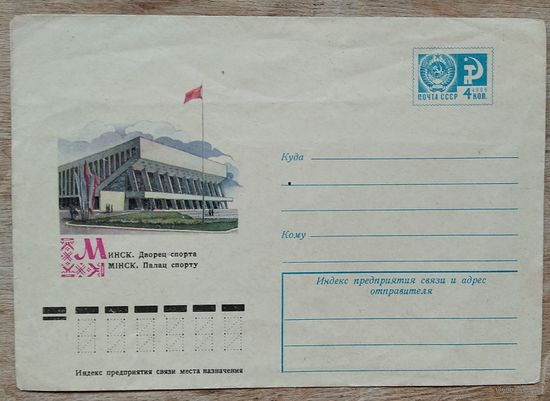 ПОЧТА СССР
4 КОП.
Куда
МИНСК. Дворец спорта
МІНСК. Палац спорту
Кому
Индекс предприятия связи и адрес
отправителя
Индекс предприятия связи места назначения